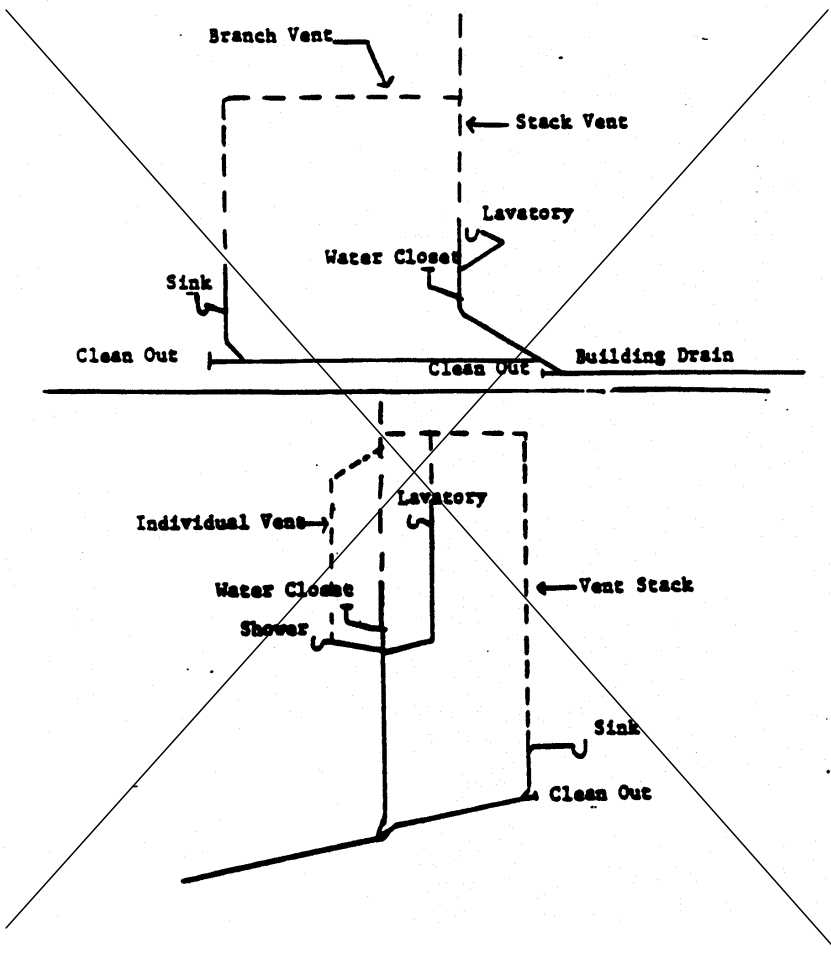 Branch Vent
Stack Vent
Lavatory
Water Closet
Sink
Clean Out
Clean Out
Building Drain
Lavatory
Individual Vent
Water Closet
Vent Stack
Shower
Sink
Clean Out